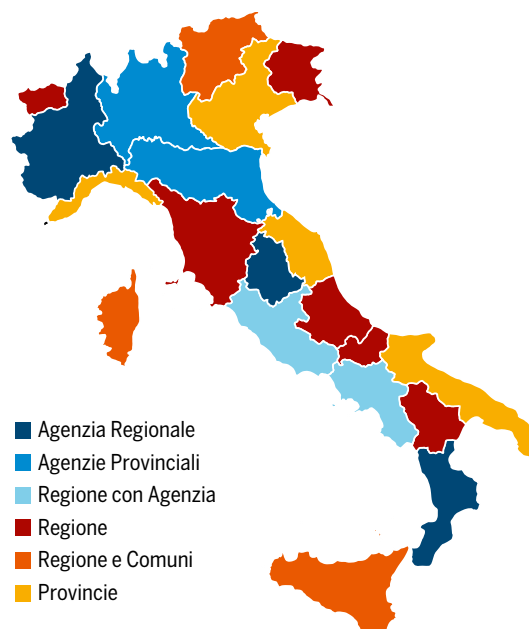 Agenzia Regionale
Agenzie Provinciali
Regione con Agenzia
Regione
Regione e Comuni
Provincie